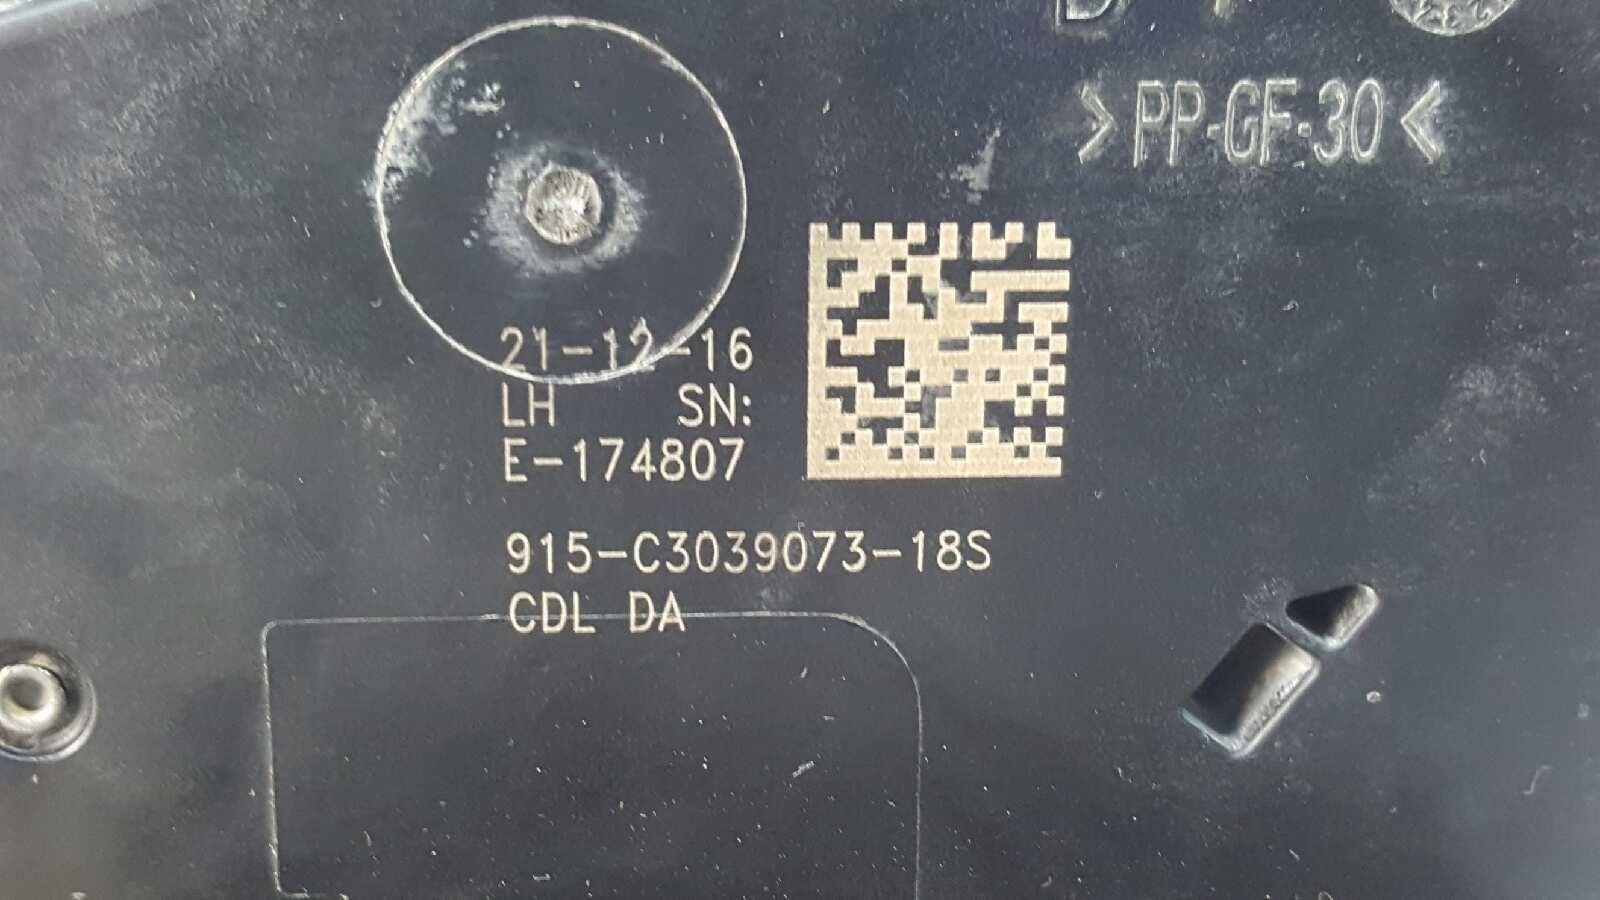 >PP-GF-30<
21-12-16
LH SN:
E-174807
915-C3039073-18S
CDL DA